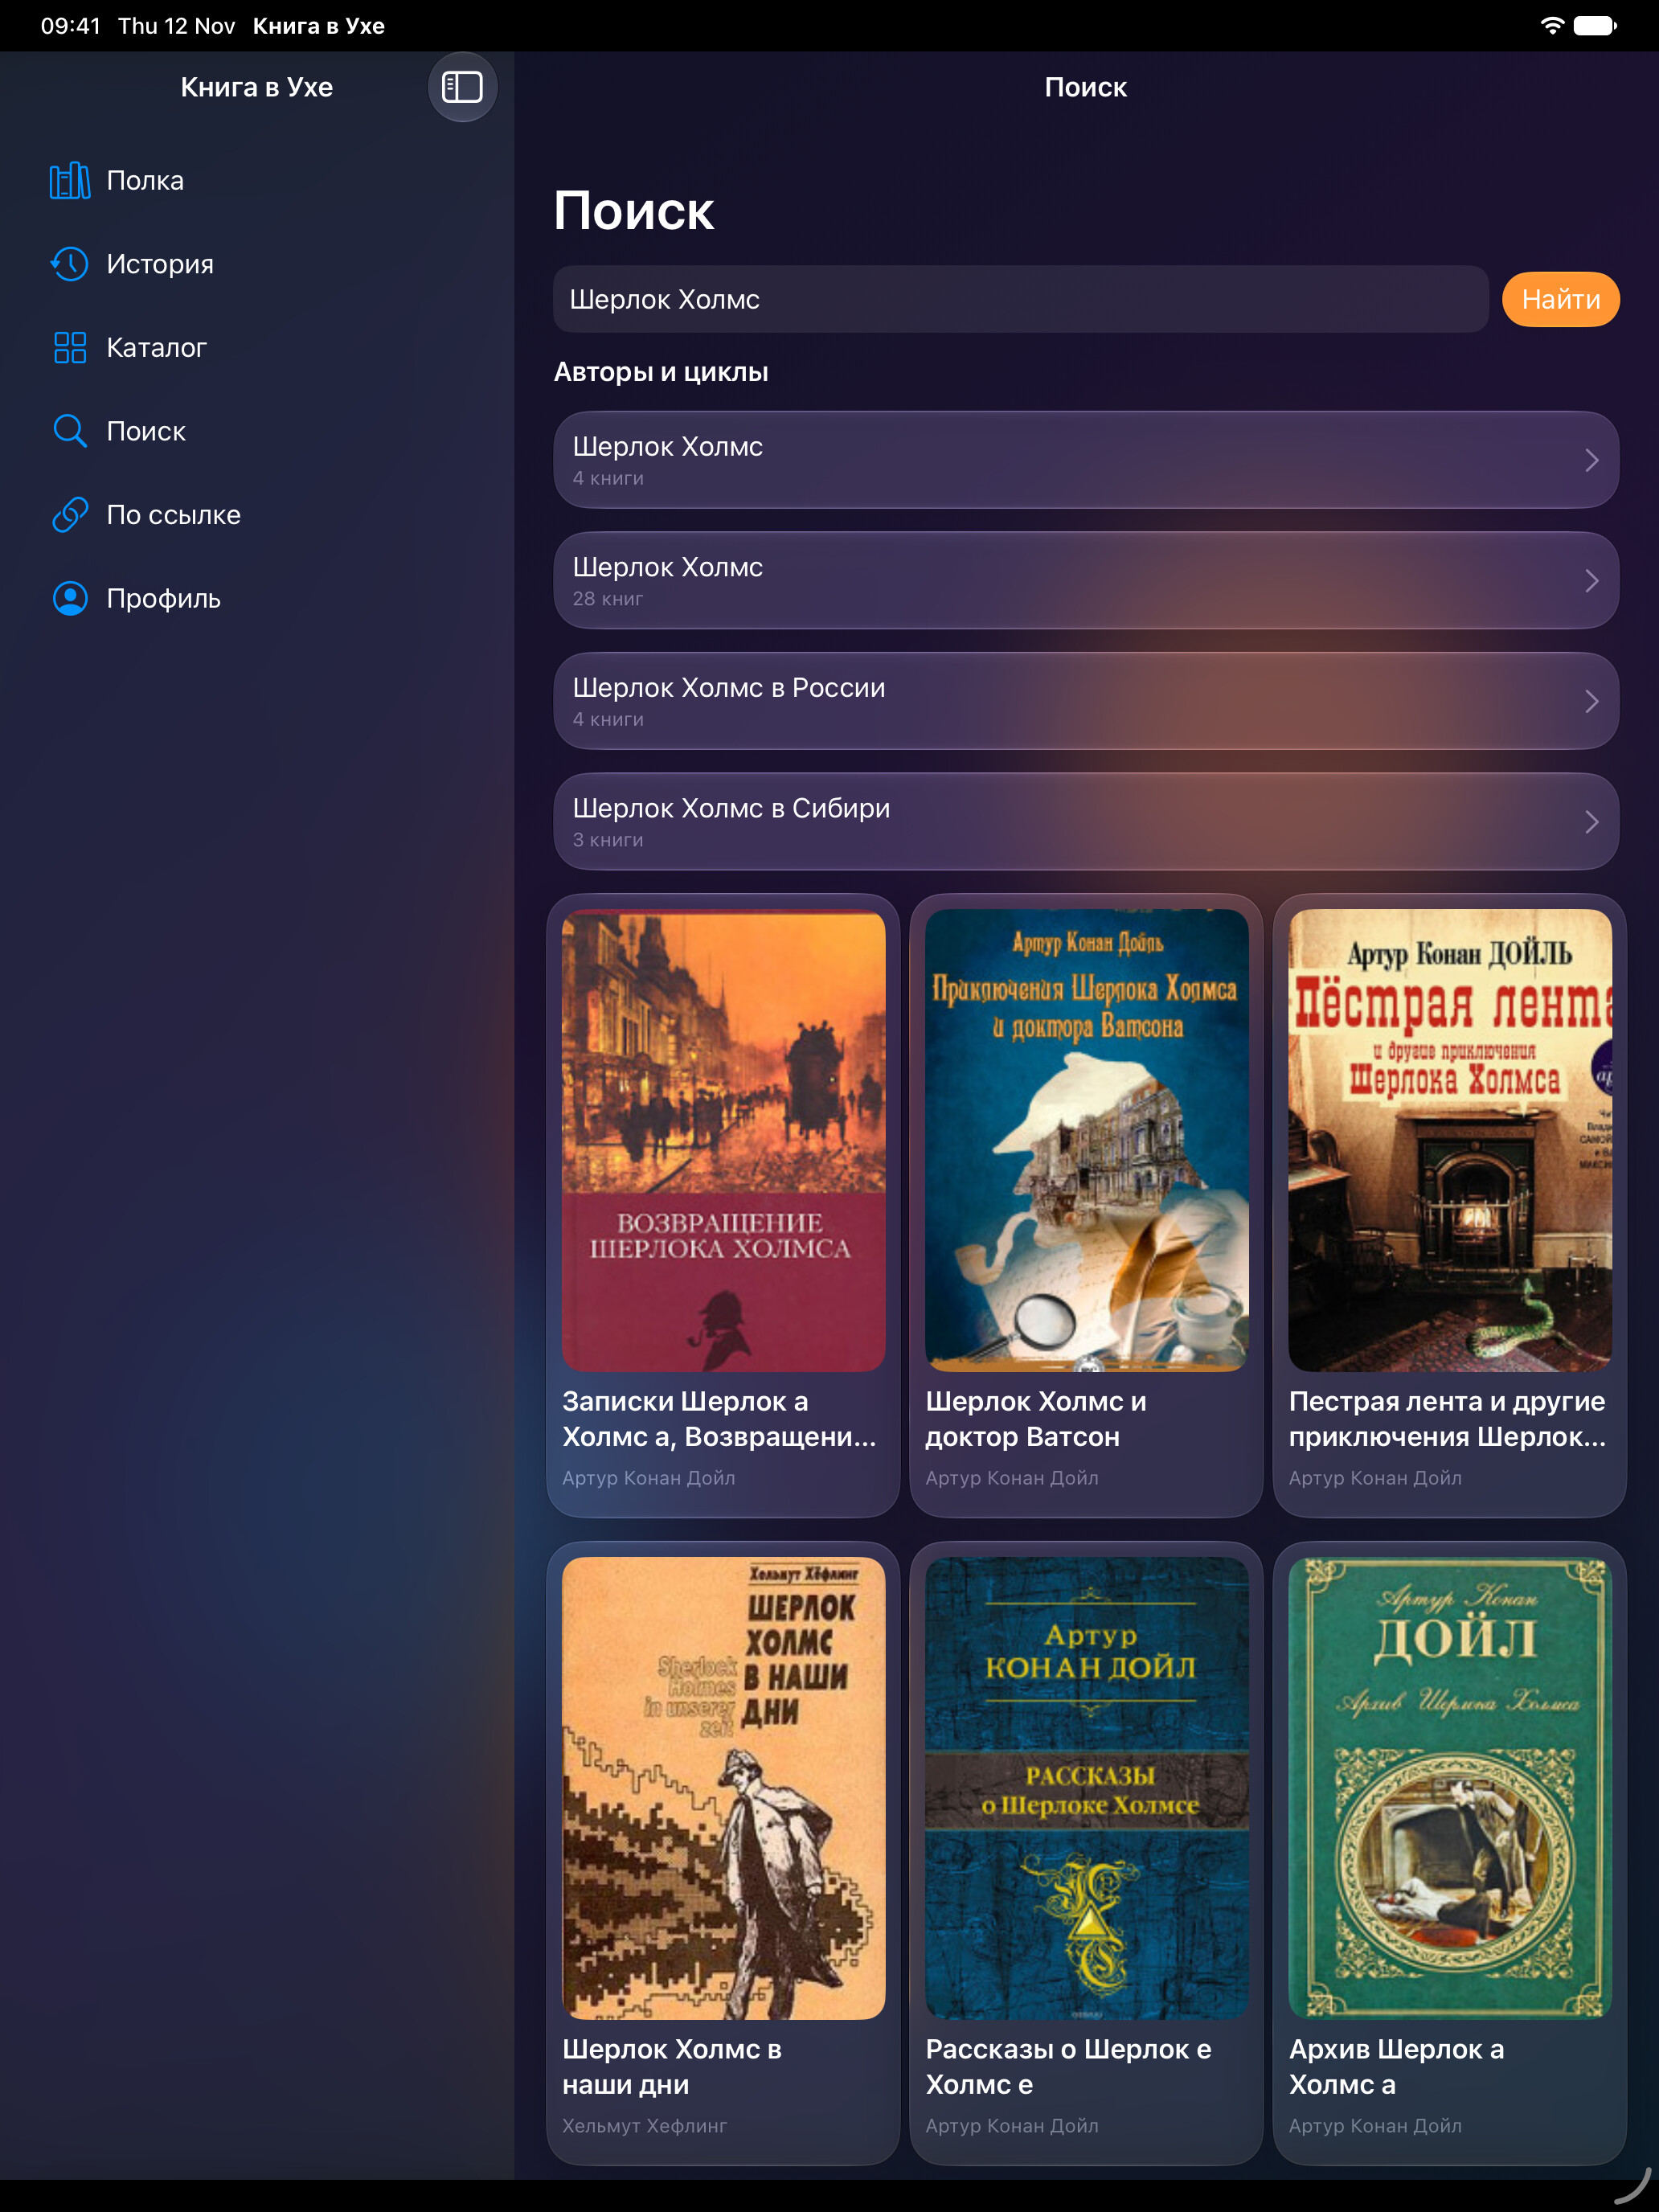 09:41 Thu 12 Nov Книга в Ухе
Книга в Ухе
Полка
История
Каталог
Поиск
По ссылке
Профиль
Поиск
Поиск
Шерлок Холмс
Найти
Авторы и циклы
Шерлок Холмс
4 книги
Шерлок Холмс
28 книг
Шерлок Холмс в России
4 книги
Шерлок Холмс в Сибири
3 книги
ВОЗВРАЩЕНИЕ
ШЕРЛОКА ХОЛМСА
Записки Шерлок а
Холмс а, Возвращени...
Артур Конан Дойл
Артур Конан Дойль
Приключения Шерлока Холмса
и доктора Ватсона
Шерлок Холмс и
доктор Ватсон
Артур Конан Дойл
Артур Конан ДОЙЛЬ
Пёстрая лента
и другие приключения
Шерлока Холмса
Пестрая лента и другие
приключения Шерлок...
Артур Конан Дойл
Хельмут Хёфлинг
ШЕРЛОК
ХОЛМС
В НАШИ
ДНИ
Sherlock
Holmes
in unserer
zeit
Шерлок Холмс в
наши дни
Хельмут Хефлинг
Артур
КОНАН ДОЙЛ
РАССКАЗЫ
о Шерлоке Холмсе
Рассказы о Шерлок е
Холмс е
Артур Конан Дойл
Артур Конан
ДОЙЛ
Архив Шерлока Холмса
Архив Шерлок а
Холмс а
Артур Конан Дойл